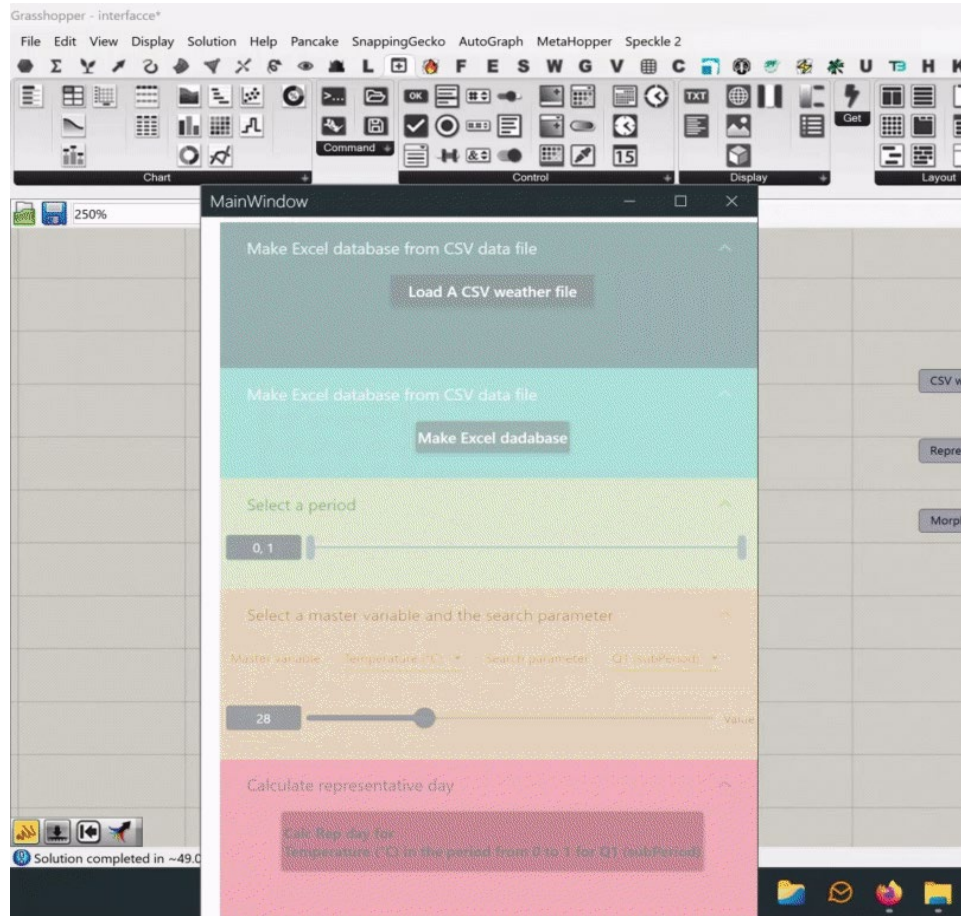 Grasshopper - interfacce*
File Edit View Display Solution Help Pancake SnappingGecko AutoGraph MetaHopper Speckle 2
L F E S W G V C U T3 H K
OK TXT Get
Command & 15
Chart Control Display Layout
250%
MainWindow
Make Excel database from CSV data file
Load A CSV weather file
CSV w
Make Excel database from CSV data file
Make Excel dadabase
Repre
Select a period
Morph
0, 1
Select a master variable and the search parameter
Master variable Temperature (°C) Search parameter Q1 (subPeriod)
28 Value
Calculate representative day
Calc Rep day for
Temperature (°C) in the period from 0 to 1 for Q1 (subPeriod)
Solution completed in ~49.0